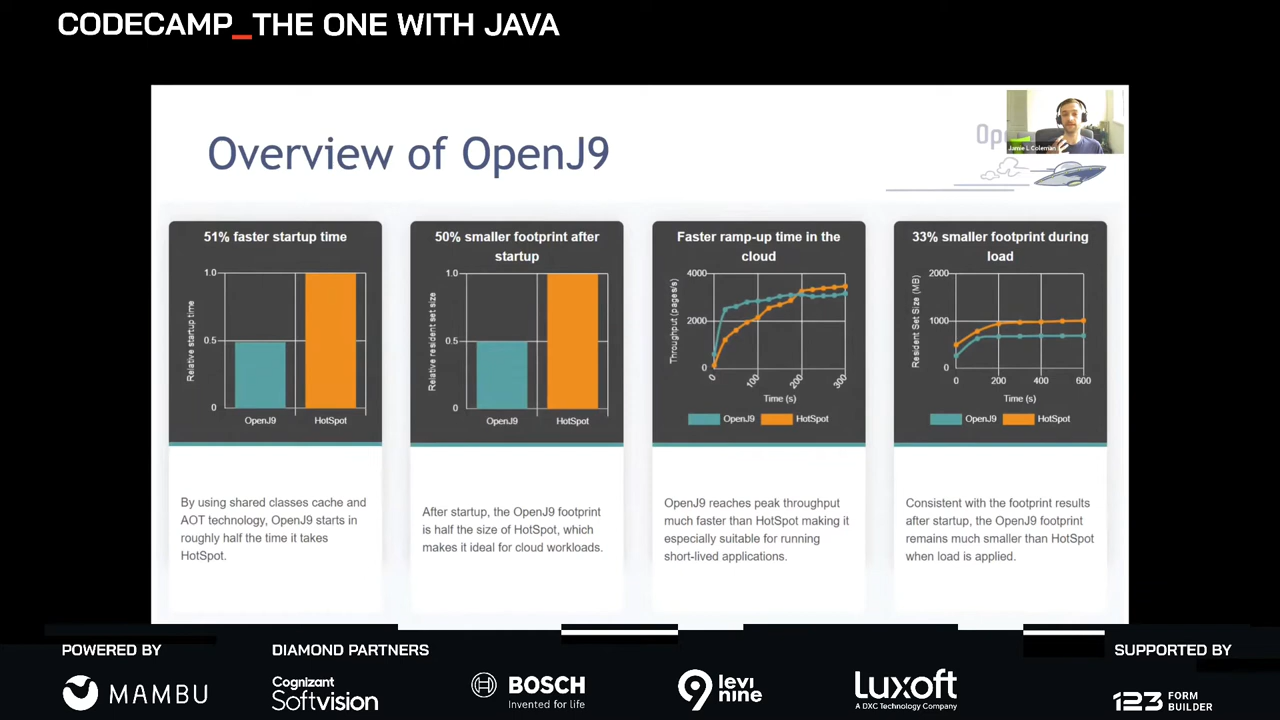 CODECAMP_THE ONE WITH JAVA
Overview of OpenJ9
Jamie L Coleman
51% faster startup time
1.0
0.5
0
Relative startup time
OpenJ9
HotSpot
By using shared classes cache and
AOT technology, OpenJ9 starts in
roughly half the time it takes
HotSpot.
50% smaller footprint after
startup
1.0
0.5
0
Relative resident set size
OpenJ9
HotSpot
After startup, the OpenJ9 footprint
is half the size of HotSpot, which
makes it ideal for cloud workloads.
Faster ramp-up time in the
cloud
4000
2000
0
Throughput (pages/s)
0
100
200
300
Time (s)
OpenJ9
HotSpot
OpenJ9 reaches peak throughput
much faster than HotSpot making it
especially suitable for running
short-lived applications.
33% smaller footprint during
load
2000
1000
0
Resident Set Size (MB)
0
200
400
600
Time (s)
OpenJ9
HotSpot
Consistent with the footprint results
after startup, the OpenJ9 footprint
remains much smaller than HotSpot
when load is applied.
POWERED BY
MAMBU
DIAMOND PARTNERS
Cognizant
Softvision
BOSCH
Invented for life
9
levi
nine
Luxoft
A DXC Technology Company
SUPPORTED BY
123
FORM
BUILDER